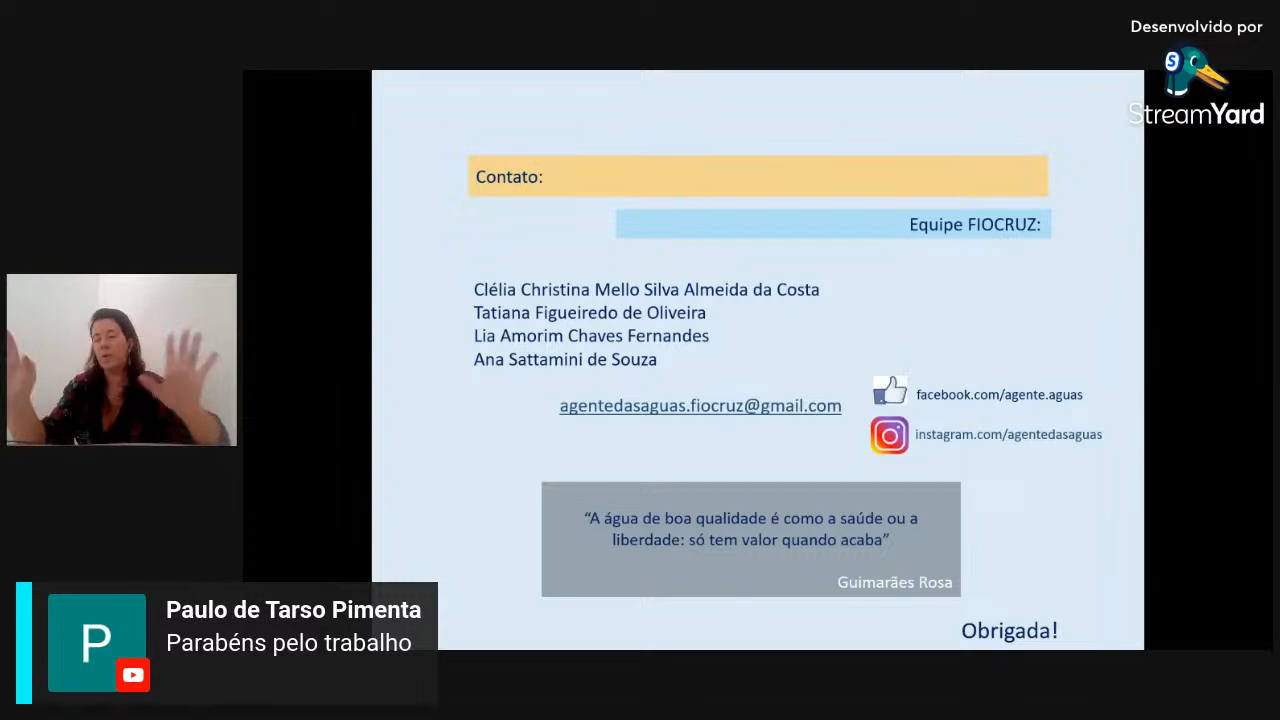 Desenvolvido por
StreamYard
Contato:
Equipe FIOCRUZ:
Clélia Christina Mello Silva Almeida da Costa
Tatiana Figueiredo de Oliveira
Lia Amorim Chaves Fernandes
Ana Sattamini de Souza
agentedasaguas.fiocruz@gmail.com
facebook.com/agente.aguas
instagram.com/agentedasaguas
“A água de boa qualidade é como a saúde ou a
liberdade: só tem valor quando acaba”
Guimarães Rosa
Obrigada!
P
Paulo de Tarso Pimenta
Parabéns pelo trabalho